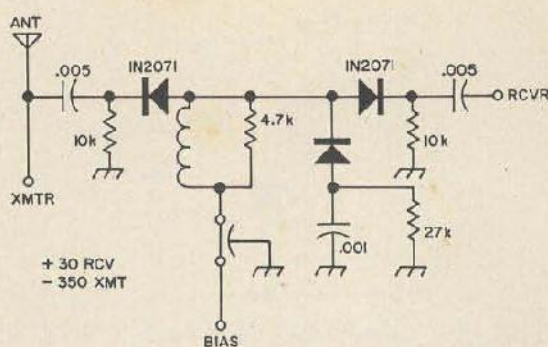 ANT
.005
IN2071
IN2071
.005
RCVR
10k
4.7k
10k
XMTR
27k
.001
+ 30 RCV
- 350 XMT
BIAS